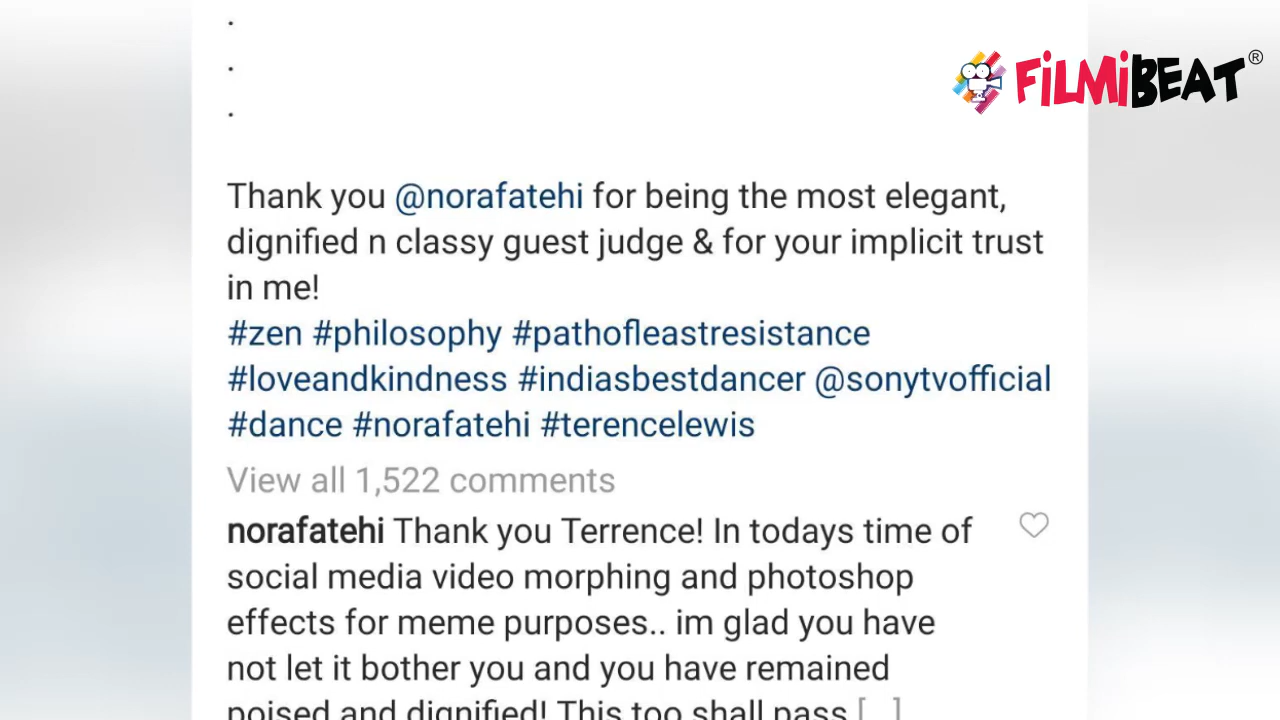 .
.
.
FiLMiBEAT®
Thank you @norafatehi for being the most elegant,
dignified n classy guest judge & for your implicit trust
in me!
#zen #philosophy #pathofleastresistance
#loveandkindness #indiasbestdancer @sonytvofficial
#dance #norafatehi #terencelewis
View all 1,522 comments
norafatehi Thank you Terrence! In todays time of
social media video morphing and photoshop
effects for meme purposes.. im glad you have
not let it bother you and you have remained
poised and dignified! This too shall pass [...]